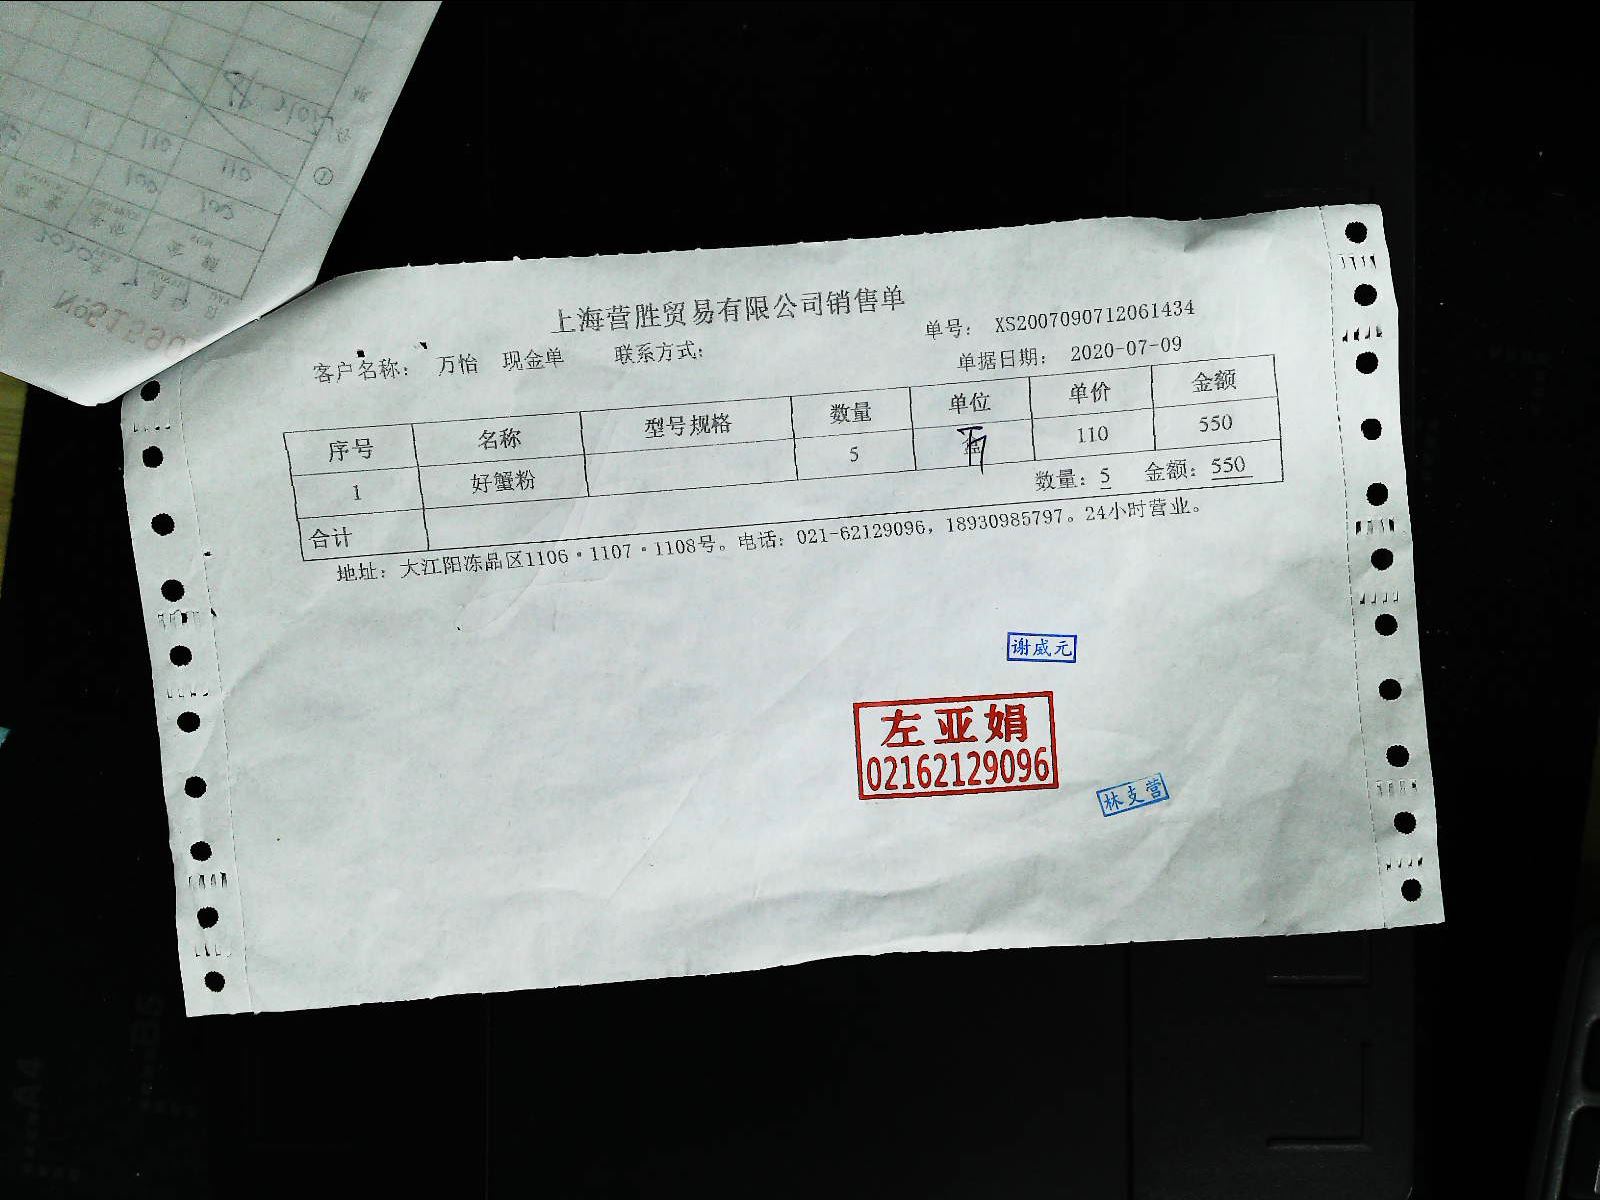 上海营胜贸易有限公司销售单
单号： XS2007090712061434
客户名称： 万怡 现金单 联系方式：
单据日期： 2020-07-09
序号 名称 型号规格 数量 单位 单价 金额
1 好蟹粉 5 110 550
合计 数量：5 金额：550
地址：大江阳冻品区1106·1107·1108号。电话：021-62129096，18930985797。24小时营业。
谢威元
左亚娟
02162129096
林支营